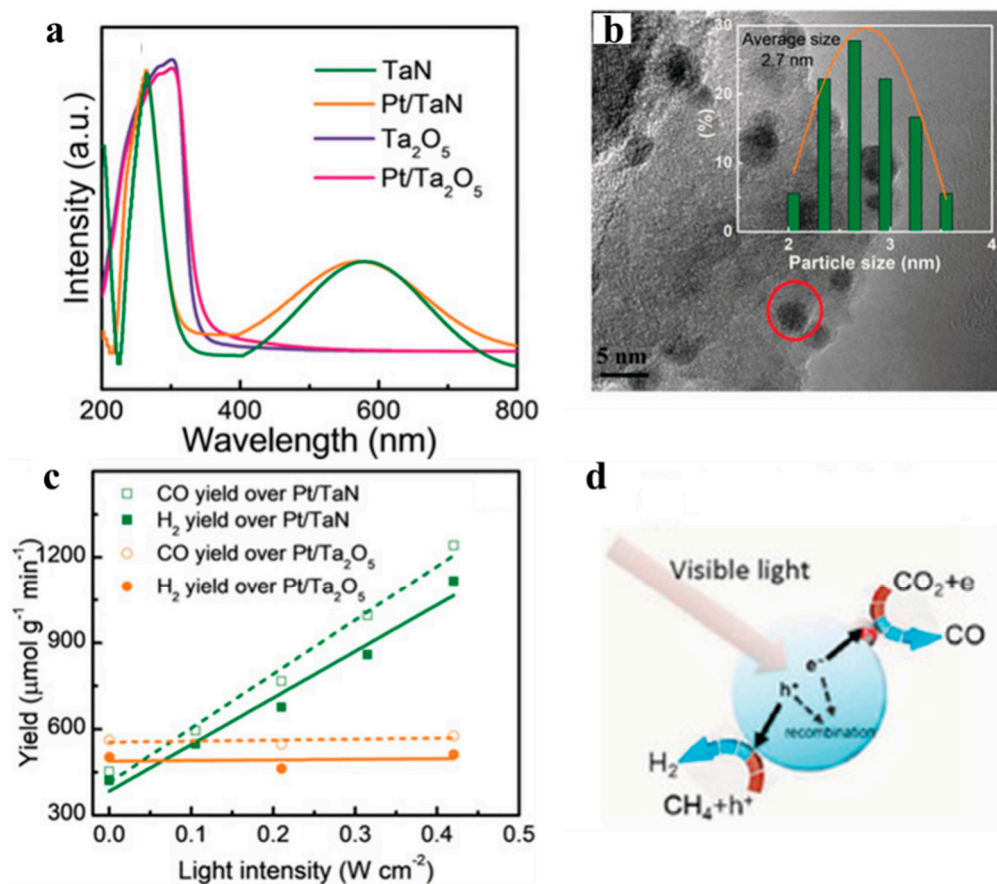 a
Intensity (a.u.)
TaN
Pt/TaN
Ta₂O₅
Pt/Ta₂O₅
200 400 600 800
Wavelength (nm)
b
Average size
2.7 nm
(%)
30
20
10
0
2 3 4
Particle size (nm)
5 nm
c
CO yield over Pt/TaN
H₂ yield over Pt/TaN
CO yield over Pt/Ta₂O₅
H₂ yield over Pt/Ta₂O₅
Yield (μmol g⁻¹ min⁻¹)
1200
900
600
300
0.0 0.1 0.2 0.3 0.4 0.5
Light intensity (W cm⁻²)
d
Visible light
CO₂+e
CO
e⁻
h⁺
recombination
H₂
CH₄+h⁺